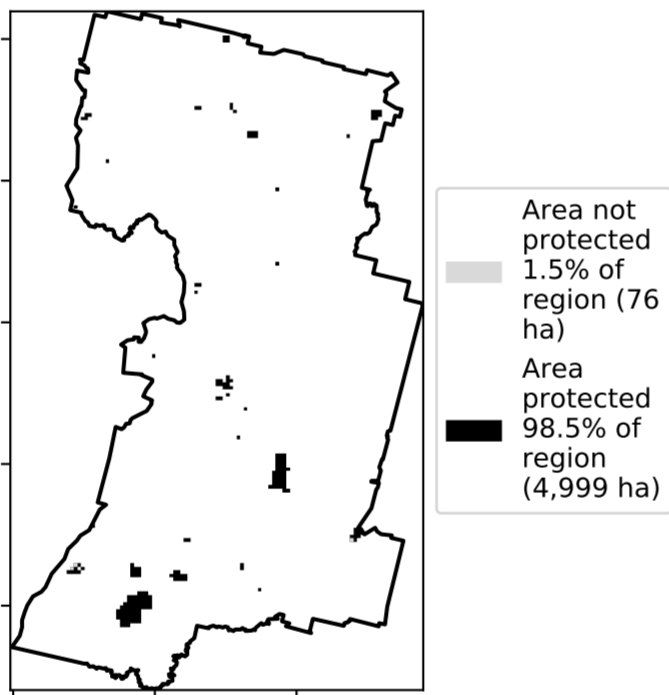 Area not
protected
1.5% of
region (76
ha)
Area
protected
98.5% of
region
(4,999 ha)